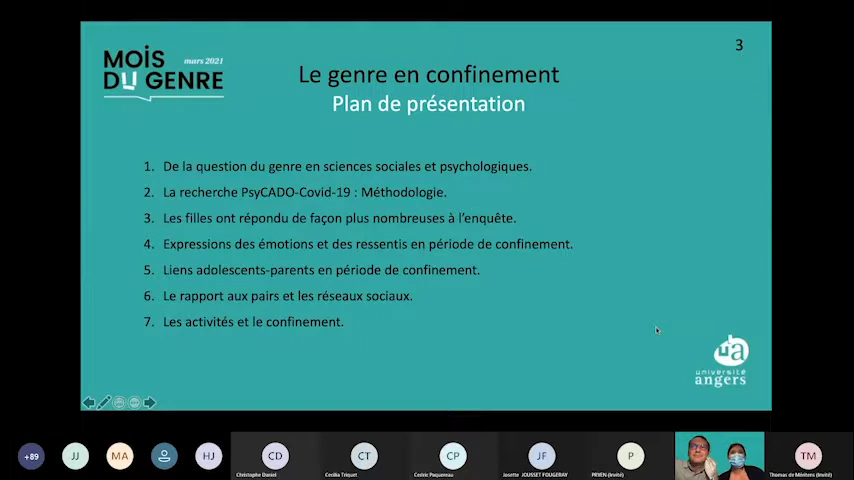 MOIS
mars 2021
DU GENRE
3
Le genre en confinement
Plan de présentation
1. De la question du genre en sciences sociales et psychologiques.
2. La recherche PsyCADO-Covid-19 : Méthodologie.
3. Les filles ont répondu de façon plus nombreuses à l'enquête.
4. Expressions des émotions et des ressentis en période de confinement.
5. Liens adolescents-parents en période de confinement.
6. Le rapport aux pairs et les réseaux sociaux.
7. Les activités et le confinement.
ua
université
angers
+89
JJ
MA
HJ
CD
CT
CP
JF
P
TM
Christophe Daniel
Cecilia Triquet
Cedric Paquereau
Josette JOUSSET FOUGERAY
PRXEN (Invité)
Thomas de Méritens (Invité)